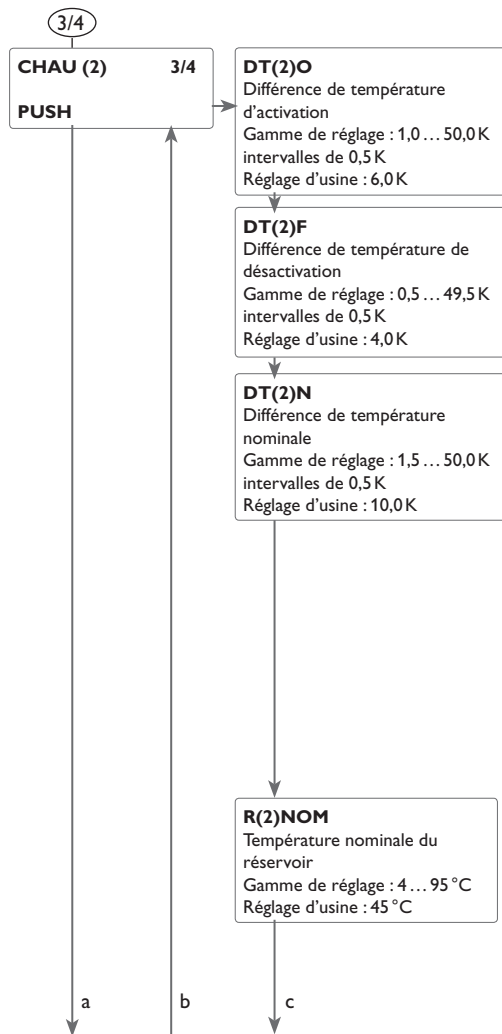 3/4
CHAU (2) 3/4
PUSH
DT(2)O
Différence de température
d'activation
Gamme de réglage : 1,0 … 50,0 K
intervalles de 0,5 K
Réglage d'usine : 6,0 K
DT(2)F
Différence de température de
désactivation
Gamme de réglage : 0,5 … 49,5 K
intervalles de 0,5 K
Réglage d'usine : 4,0 K
DT(2)N
Différence de température
nominale
Gamme de réglage : 1,5 … 50,0 K
intervalles de 0,5 K
Réglage d'usine : 10,0 K
R(2)NOM
Température nominale du
réservoir
Gamme de réglage : 4 … 95 °C
Réglage d'usine : 45 °C
a b c